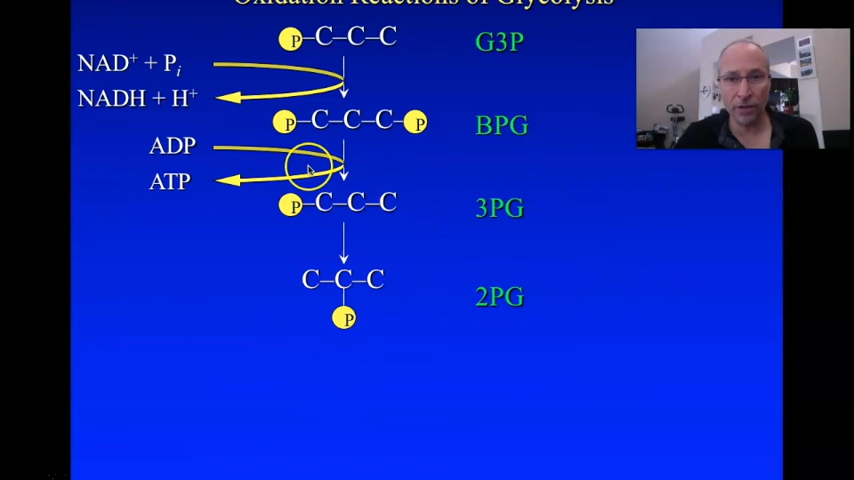 Oxidation Reactions of Glycolysis
P–C–C–C
G3P
NAD⁺ + Pᵢ
NADH + H⁺
P–C–C–C–P
BPG
ADP
ATP
P–C–C–C
3PG
C–C–C
2PG
P